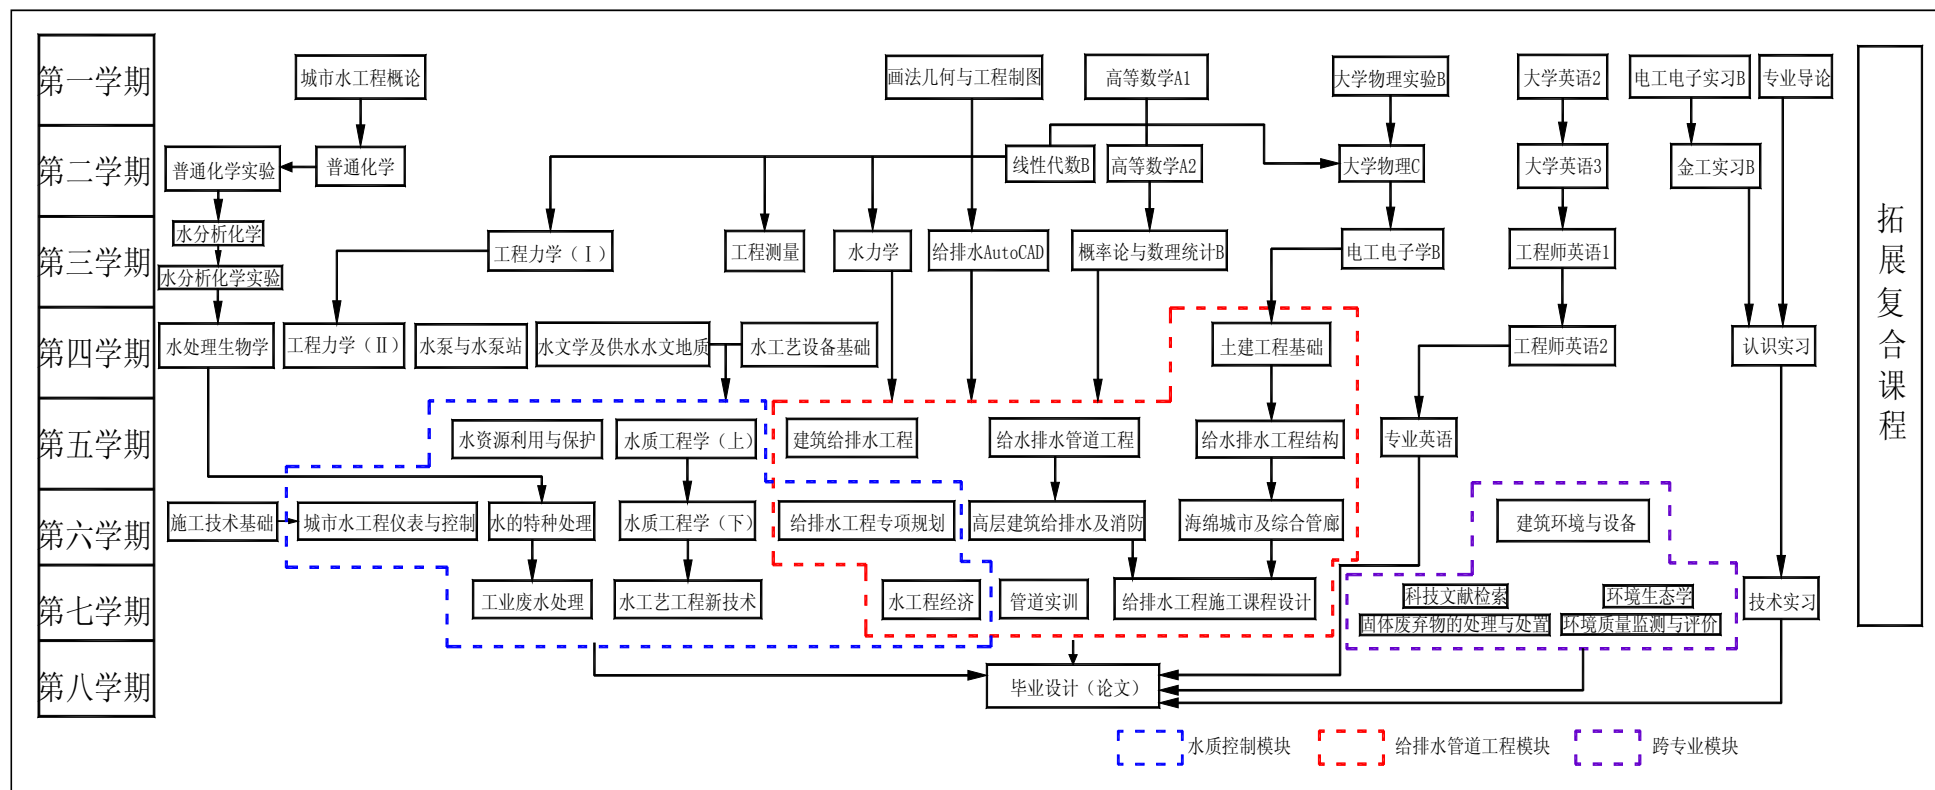 第一学期
城市水工程概论
画法几何与工程制图
高等数学A1
大学物理实验B
大学英语2
电工电子实习B
专业导论
第二学期
普通化学实验
普通化学
线性代数B
高等数学A2
大学物理C
大学英语3
金工实习B
第三学期
水分析化学
水分析化学实验
工程力学（Ⅰ）
工程测量
水力学
给排水AutoCAD
概率论与数理统计B
电工电子学B
工程师英语1
第四学期
水处理生物学
工程力学（Ⅱ）
水泵与水泵站
水文学及供水水文地质
水工艺设备基础
土建工程基础
工程师英语2
认识实习
第五学期
水资源利用与保护
水质工程学（上）
建筑给排水工程
给水排水管道工程
给水排水工程结构
专业英语
第六学期
施工技术基础
城市水工程仪表与控制
水的特种处理
水质工程学（下）
给排水工程专项规划
高层建筑给排水及消防
海绵城市及综合管廊
建筑环境与设备
第七学期
工业废水处理
水工艺工程新技术
水工程经济
管道实训
给排水工程施工课程设计
科技文献检索
环境生态学
固体废弃物的处理与处置
环境质量监测与评价
技术实习
第八学期
毕业设计（论文）
拓展复合课程
水质控制模块
给排水管道工程模块
跨专业模块